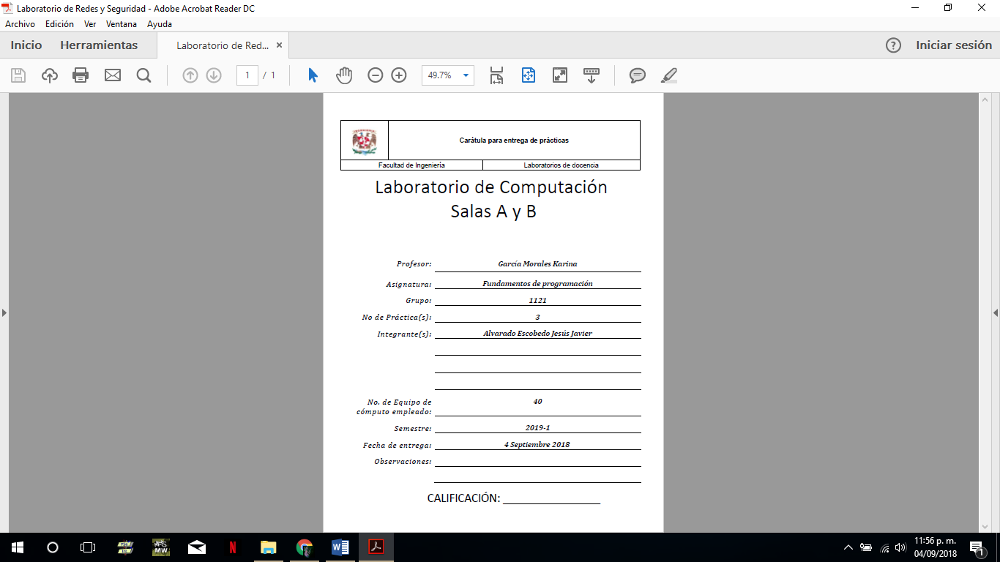 Laboratorio de Redes y Seguridad - Adobe Acrobat Reader DC
Archivo Edición Ver Ventana Ayuda
Inicio Herramientas Laboratorio de Red... Iniciar sesión
1 / 1 49.7%
Carátula para entrega de prácticas
Facultad de Ingeniería Laboratorios de docencia
Laboratorio de Computación
Salas A y B
Profesor: García Morales Karina
Asignatura: Fundamentos de programación
Grupo: 1121
No de Práctica(s): 3
Integrante(s): Alvarado Escobedo Jesús Javier
No. de Equipo de cómputo empleado: 40
Semestre: 2019-1
Fecha de entrega: 4 Septiembre 2018
Observaciones:
CALIFICACIÓN: 
11:56 p. m.
04/09/2018
1